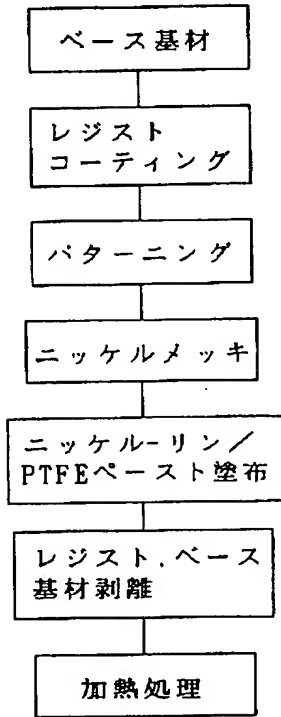 ベース基材
レジスト
コーティング
パターニング
ニッケルメッキ
ニッケル-リン/
PTFEペースト塗布
レジスト,ベース
基材剥離
加熱処理